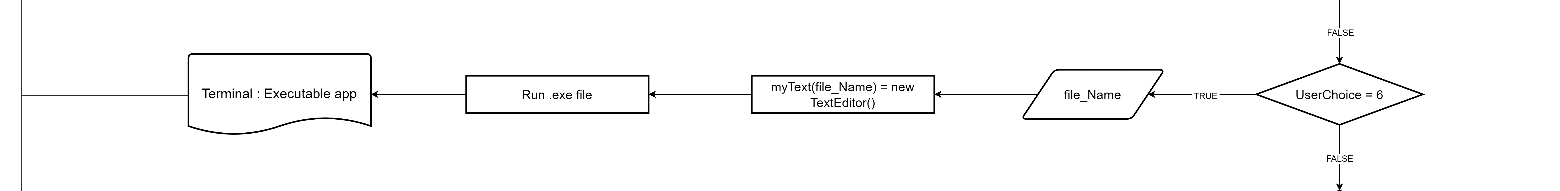 FALSE
Terminal : Executable app
Run .exe file
myText(file_Name) = new
TextEditor()
file_Name
TRUE
UserChoice = 6
FALSE